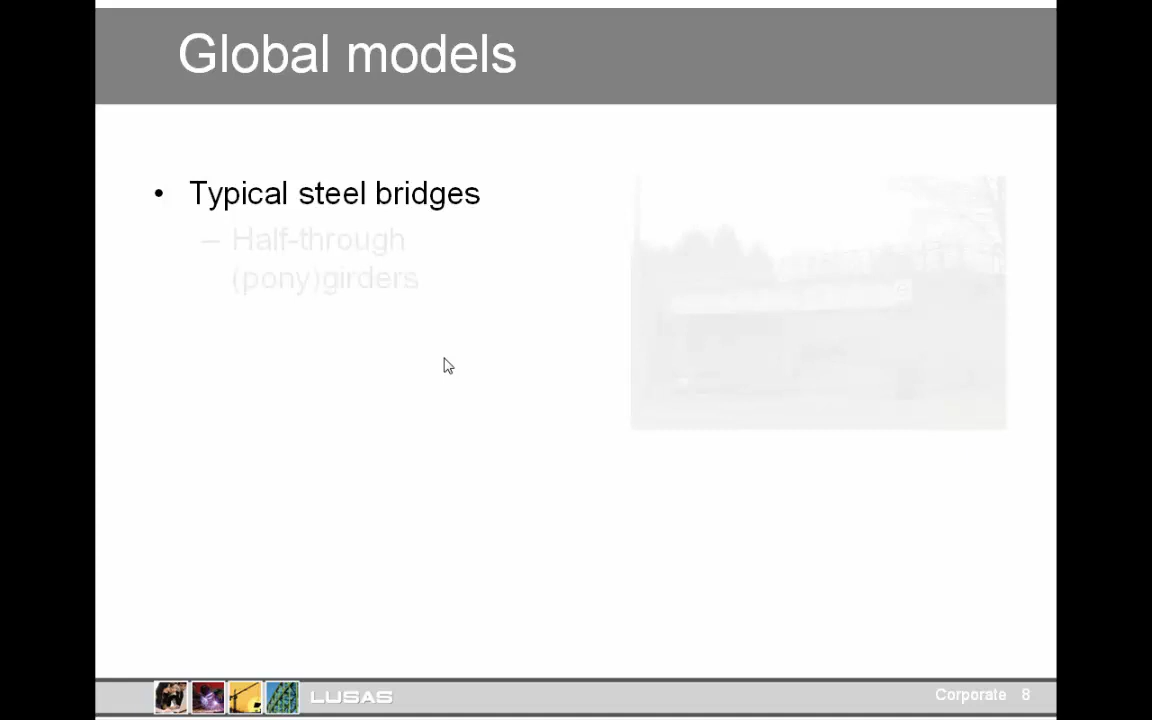 Global models
• Typical steel bridges
– Half-through
(pony)girders
LUSAS
Corporate 8